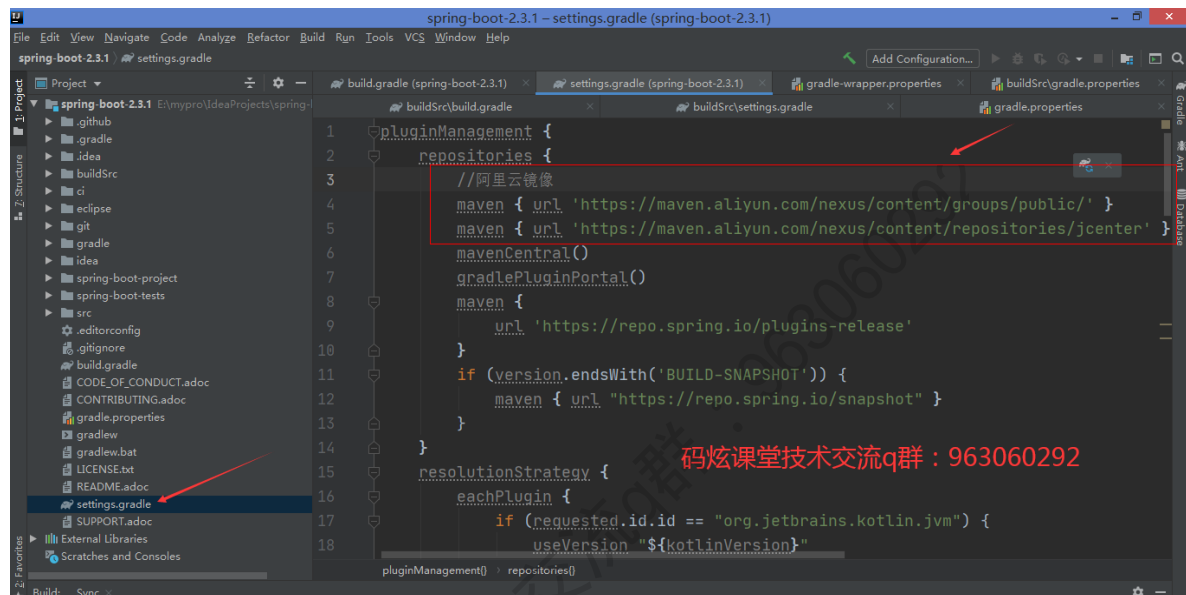 spring-boot-2.3.1 – settings.gradle (spring-boot-2.3.1)
File Edit View Navigate Code Analyze Refactor Build Run Tools VCS Window Help
spring-boot-2.3.1 settings.gradle
Add Configuration...
Project
build.gradle (spring-boot-2.3.1)
settings.gradle (spring-boot-2.3.1)
gradle-wrapper.properties
buildSrc\gradle.properties
buildSrc\build.gradle
buildSrc\settings.gradle
gradle.properties
1: Project
Z: Structure
2: Favorites
spring-boot-2.3.1 E:\mypro\IdeaProjects\spring-
.github
.gradle
.idea
buildSrc
ci
eclipse
git
gradle
idea
spring-boot-project
spring-boot-tests
src
.editorconfig
.gitignore
build.gradle
CODE_OF_CONDUCT.adoc
CONTRIBUTING.adoc
gradle.properties
gradlew
gradlew.bat
LICENSE.txt
README.adoc
settings.gradle
SUPPORT.adoc
External Libraries
Scratches and Consoles
1 pluginManagement {
2 repositories {
3 //阿里云镜像
4 maven { url 'https://maven.aliyun.com/nexus/content/groups/public/' }
5 maven { url 'https://maven.aliyun.com/nexus/content/repositories/jcenter' }
6 mavenCentral()
7 gradlePluginPortal()
8 maven {
9 url 'https://repo.spring.io/plugins-release'
10 }
11 if (version.endsWith('BUILD-SNAPSHOT')) {
12 maven { url "https://repo.spring.io/snapshot" }
13 }
14 }
15 resolutionStrategy {
16 eachPlugin {
17 if (requested.id.id == "org.jetbrains.kotlin.jvm") {
18 useVersion "${kotlinVersion}"
码炫课堂技术交流q群：963060292
pluginManagement{} repositories{}
Gradle
Ant
Database
Build: Sync